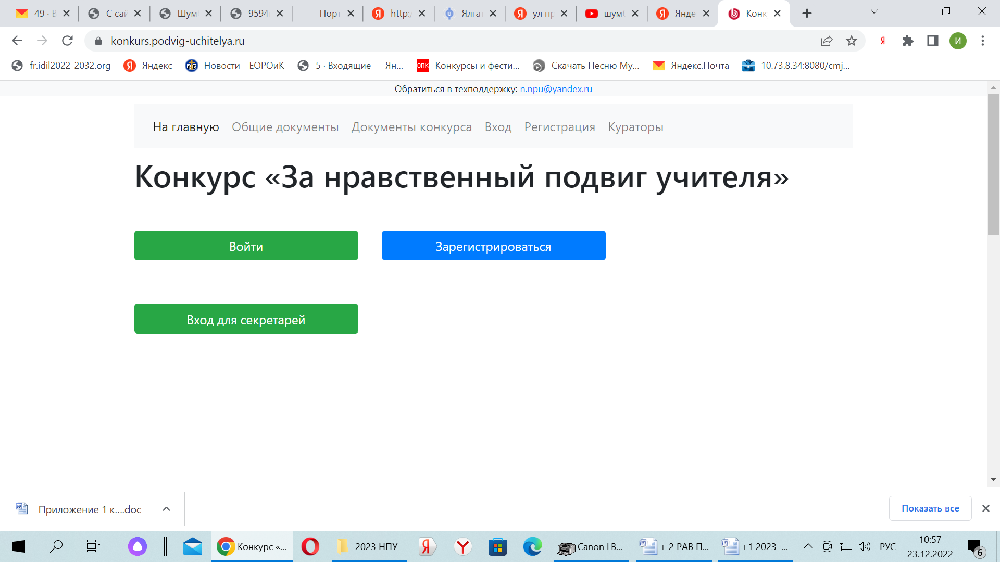 49 · В
С сай
Шум
9594
Порт
http:/
Ялгат
ул пр
шумб
Янде
Конк
konkurs.podvig-uchitelya.ru
И
fr.idil2022-2032.org
Яндекс
Новости - ЕОРОиК
5 · Входящие — Ян...
ОПК
Конкурсы и фести...
Скачать Песню Му...
Яндекс.Почта
10.73.8.34:8080/cmj...
Обратиться в техподдержку: n.npu@yandex.ru
На главную Общие документы Документы конкурса Вход Регистрация Кураторы
Конкурс «За нравственный подвиг учителя»
Войти
Зарегистрироваться
Вход для секретарей
Приложение 1 к....doc
Показать все
Конкурс «...
2023 НПУ
Canon LB...
+ 2 РАВ П...
+1 2023 ...
РУС
10:57
23.12.2022
6